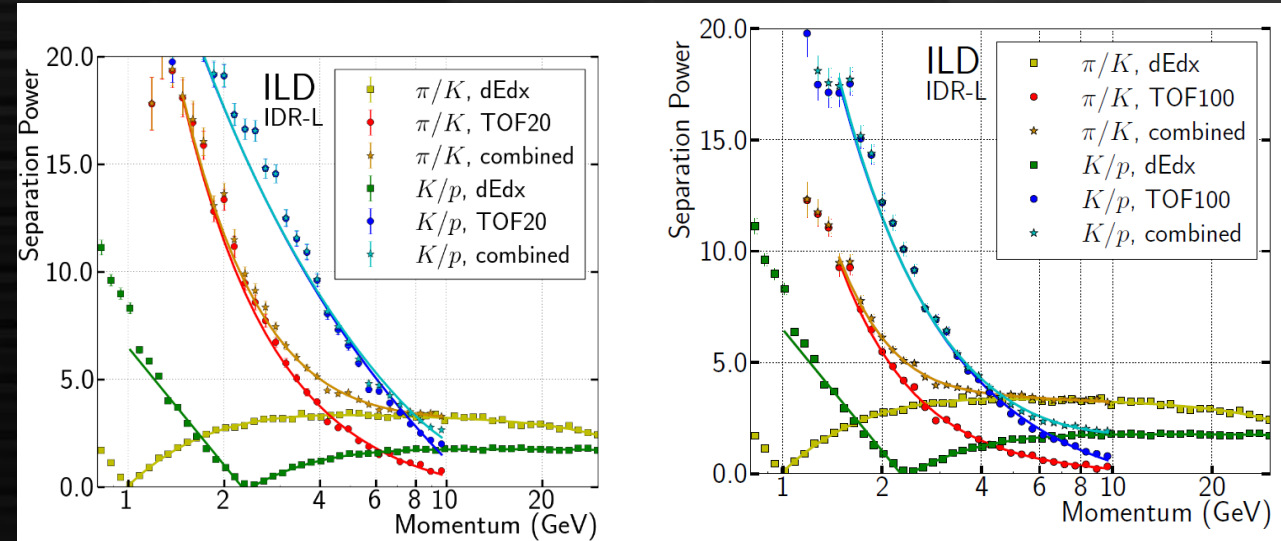 20.0
15.0
10.0
5.0
0.0
Separation Power
ILD
IDR-L
π/K, dEdx
π/K, TOF20
π/K, combined
K/p, dEdx
K/p, TOF20
K/p, combined
1 2 4 6 8 10 20
Momentum (GeV)
20.0
15.0
10.0
5.0
0.0
Separation Power
ILD
IDR-L
π/K, dEdx
π/K, TOF100
π/K, combined
K/p, dEdx
K/p, TOF100
K/p, combined
1 2 4 6 8 10 20
Momentum (GeV)